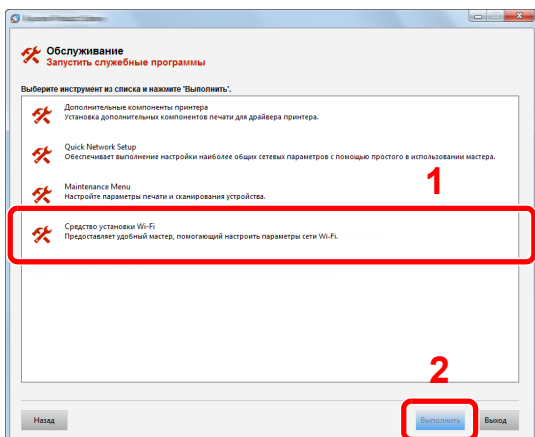 Обслуживание
Запустить служебные программы
Выберите инструмент из списка и нажмите "Выполнить".
Дополнительные компоненты принтера
Установка дополнительных компонентов печати для драйвера принтера.
Quick Network Setup
Обеспечивает выполнение настройки наиболее общих сетевых параметров с помощью простого в использовании мастера.
1
Maintenance Menu
Настройте параметры печати и сканирования устройства.
Средство установки Wi-Fi
Предоставляет удобный мастер, помогающий настроить параметры сети Wi-Fi.
2
Назад
Выполнить
Выход